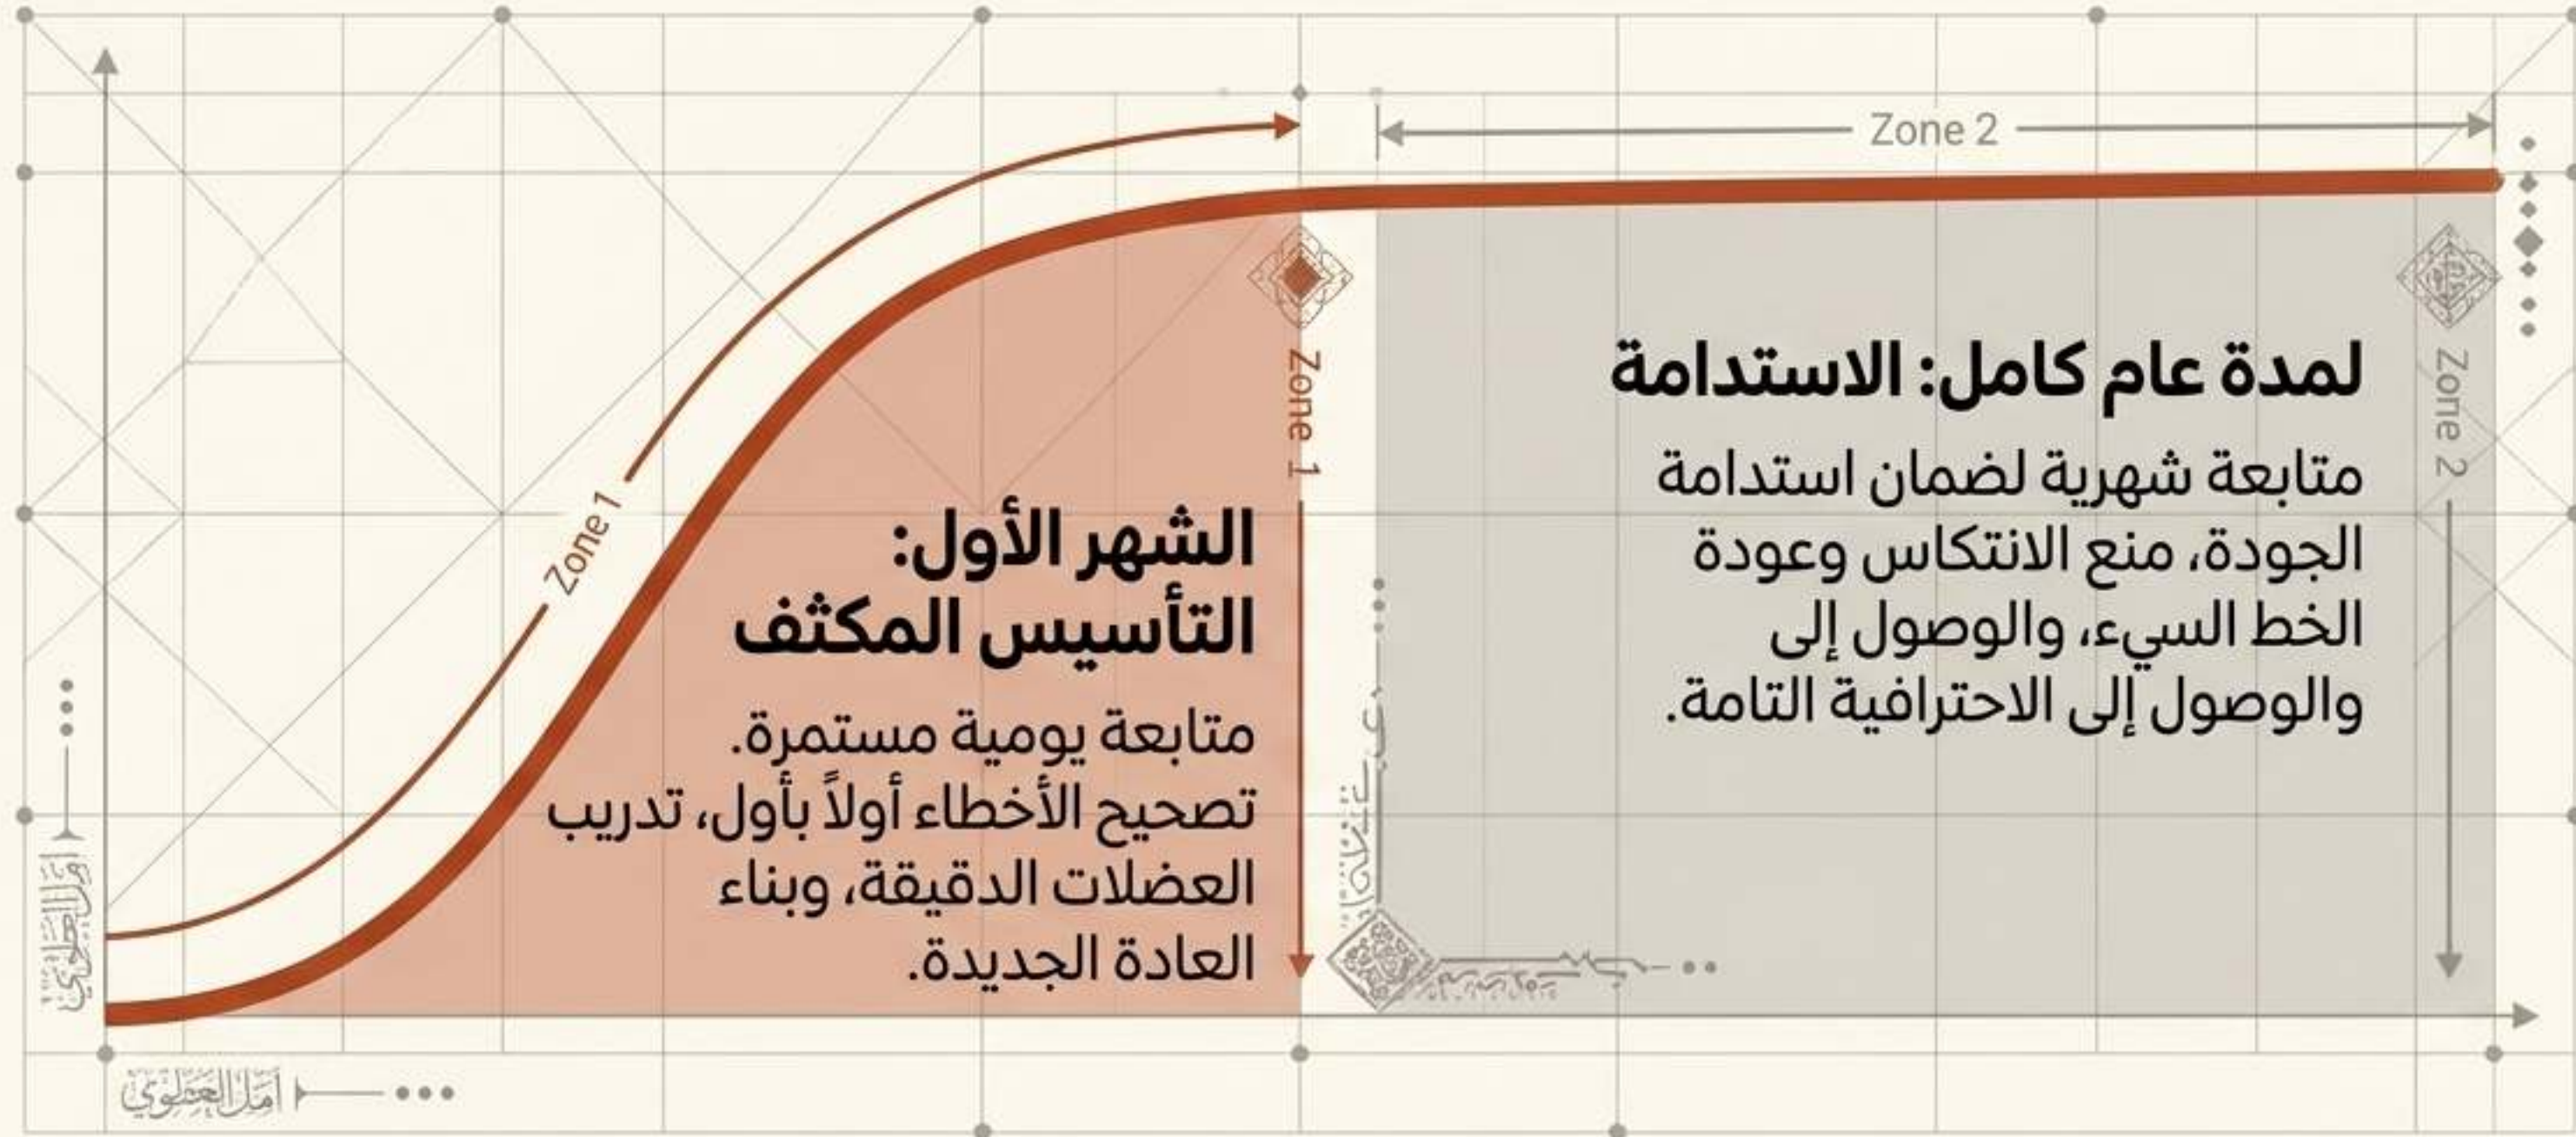 Zone 2
لمدة عام كامل: الاستدامة
متابعة شهرية لضمان استدامة
الجودة، منع الانتكاس وعودة
الخط السيء، والوصول إلى
والوصول إلى الاحترافية التامة.
Zone 2
Zone 1
الشهر الأول:
التأسيس المكثف
متابعة يومية مستمرة.
تصحيح الأخطاء أولاً بأول، تدريب
العضلات الدقيقة، وبناء
العادة الجديدة.
Zone 1